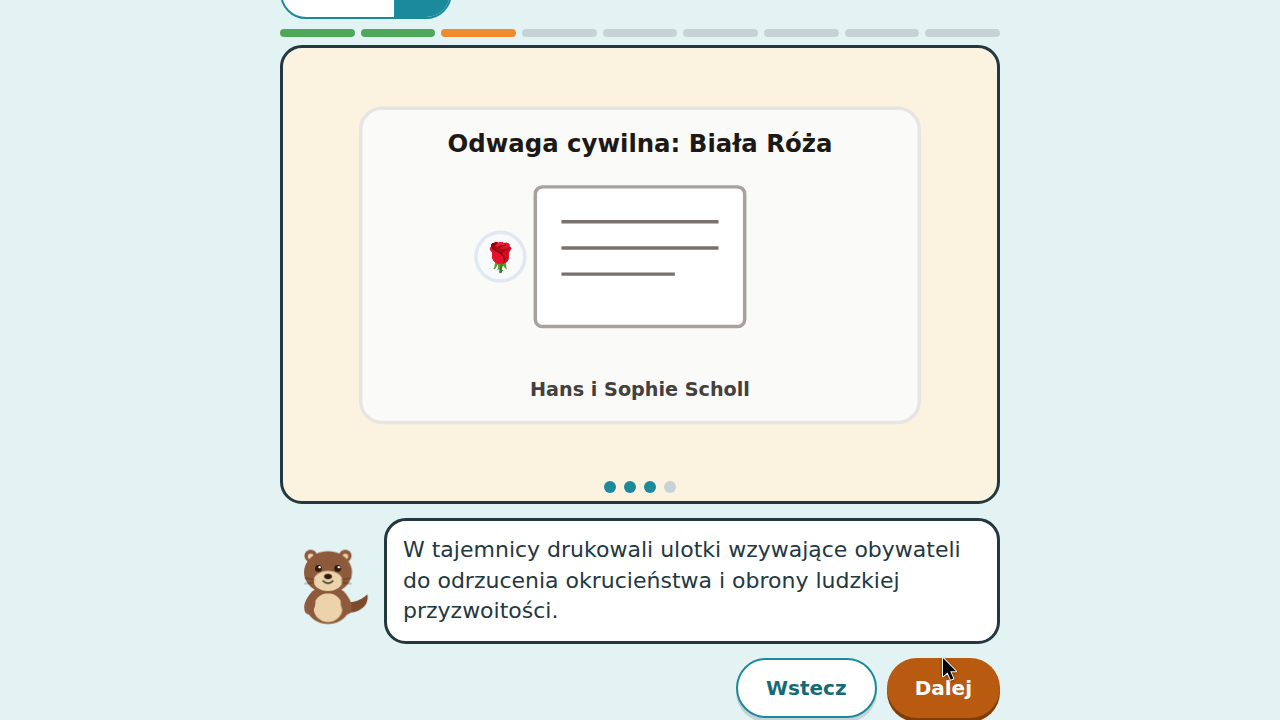 Odwaga cywilna: Biała Róża
Hans i Sophie Scholl
W tajemnicy drukowali ulotki wzywające obywateli
do odrzucenia okrucieństwa i obrony ludzkiej
przyzwoitości.
Wstecz
Dalej